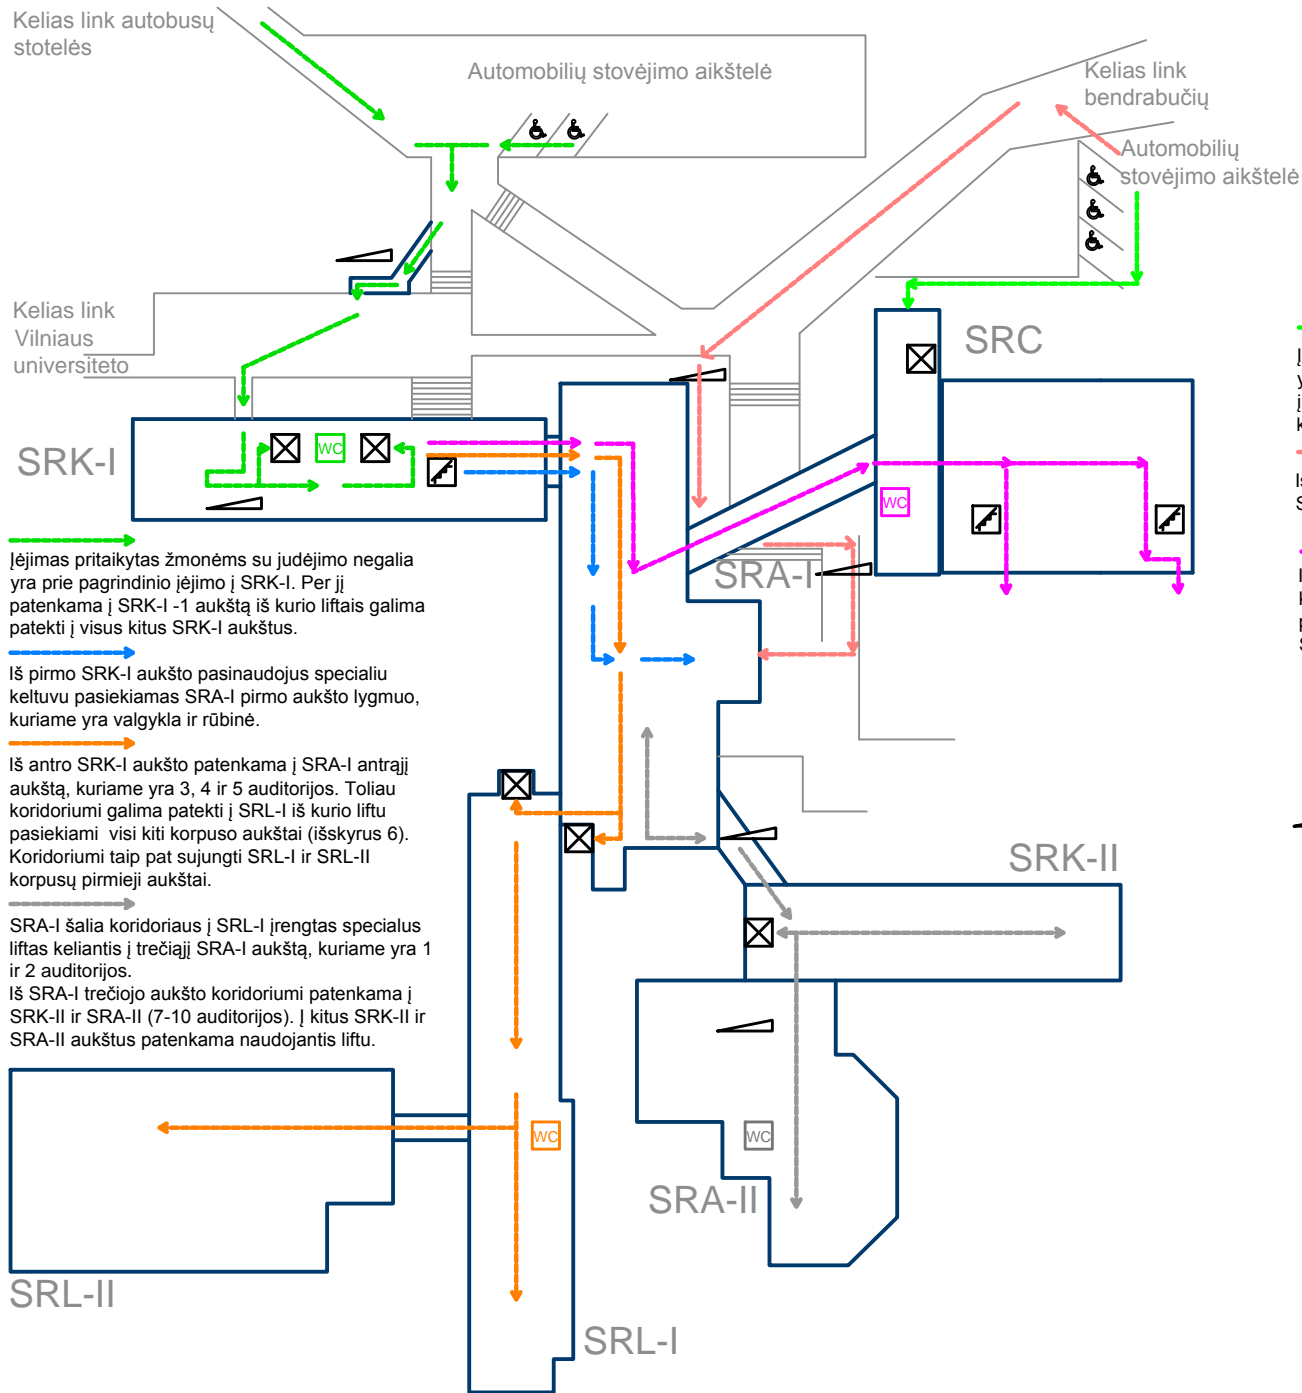 Kelias link autobusų
stotelės
Automobilių stovėjimo aikštelė
Kelias link
bendrabučių
Automobilių
stovėjimo aikštelė
Kelias link
Vilniaus
universiteto
SRC
SRK-I
WC
WC
SRA-I
Įėjimas pritaikytas žmonėms su judėjimo negalia
yra prie pagrindinio įėjimo į SRK-I. Per jį
patenkama į SRK-I -1 aukštą iš kurio liftais galima
patekti į visus kitus SRK-I aukštus.
Iš pirmo SRK-I aukšto pasinaudojus specialiu
keltuvu pasiekiamas SRA-I pirmo aukšto lygmuo,
kuriame yra valgykla ir rūbinė.
Iš antro SRK-I aukšto patenkama į SRA-I antrąjį
aukštą, kuriame yra 3, 4 ir 5 auditorijos. Toliau
koridoriumi galima patekti į SRL-I iš kurio liftu
pasiekiami visi kiti korpuso aukštai (išskyrus 6).
Koridoriumi taip pat sujungti SRL-I ir SRL-II
korpusų pirmieji aukštai.
SRA-I šalia koridoriaus į SRL-I įrengtas specialus
liftas keliantis į trečiąjį SRA-I aukštą, kuriame yra 1
ir 2 auditorijos.
Iš SRA-I trečiojo aukšto koridoriumi patenkama į
SRK-II ir SRA-II (7-10 auditorijos). Į kitus SRK-II ir
SRA-II aukštus patenkama naudojantis liftu.
SRK-II
WC
WC
SRA-II
SRL-II
SRL-I